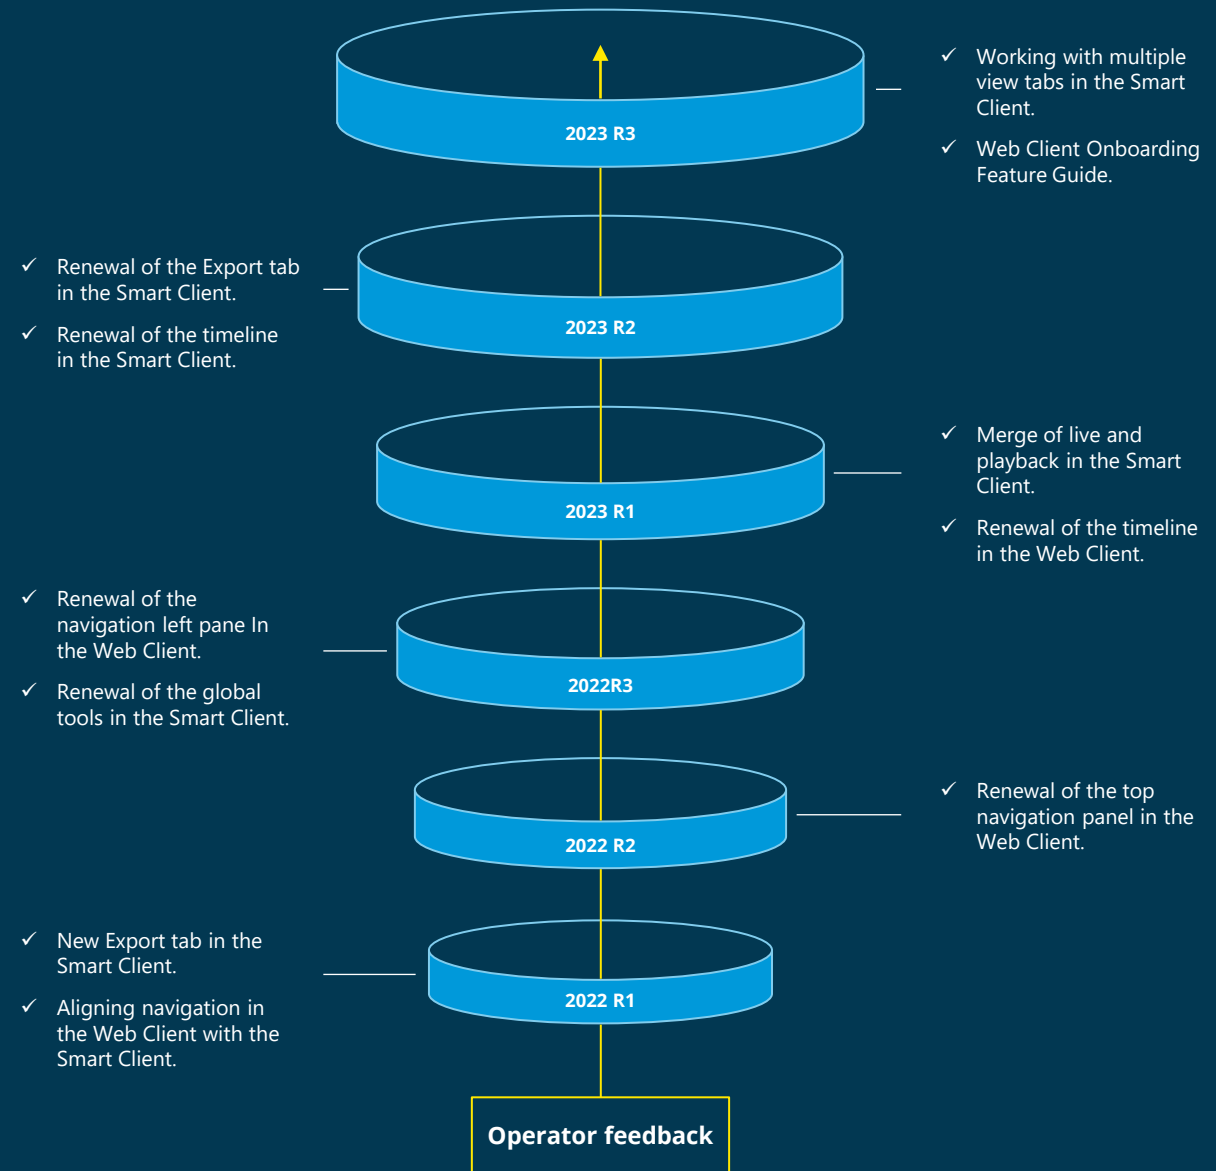 ✓ Working with multiple
view tabs in the Smart
Client.
✓ Web Client Onboarding
Feature Guide.
2023 R3
✓ Renewal of the Export tab
in the Smart Client.
✓ Renewal of the timeline
in the Smart Client.
2023 R2
✓ Merge of live and
playback in the Smart
Client.
✓ Renewal of the timeline
in the Web Client.
2023 R1
✓ Renewal of the
navigation left pane In
the Web Client.
✓ Renewal of the global
tools in the Smart Client.
2022R3
✓ Renewal of the top
navigation panel in the
Web Client.
2022 R2
✓ New Export tab in the
Smart Client.
✓ Aligning navigation in
the Web Client with the
Smart Client.
2022 R1
Operator feedback